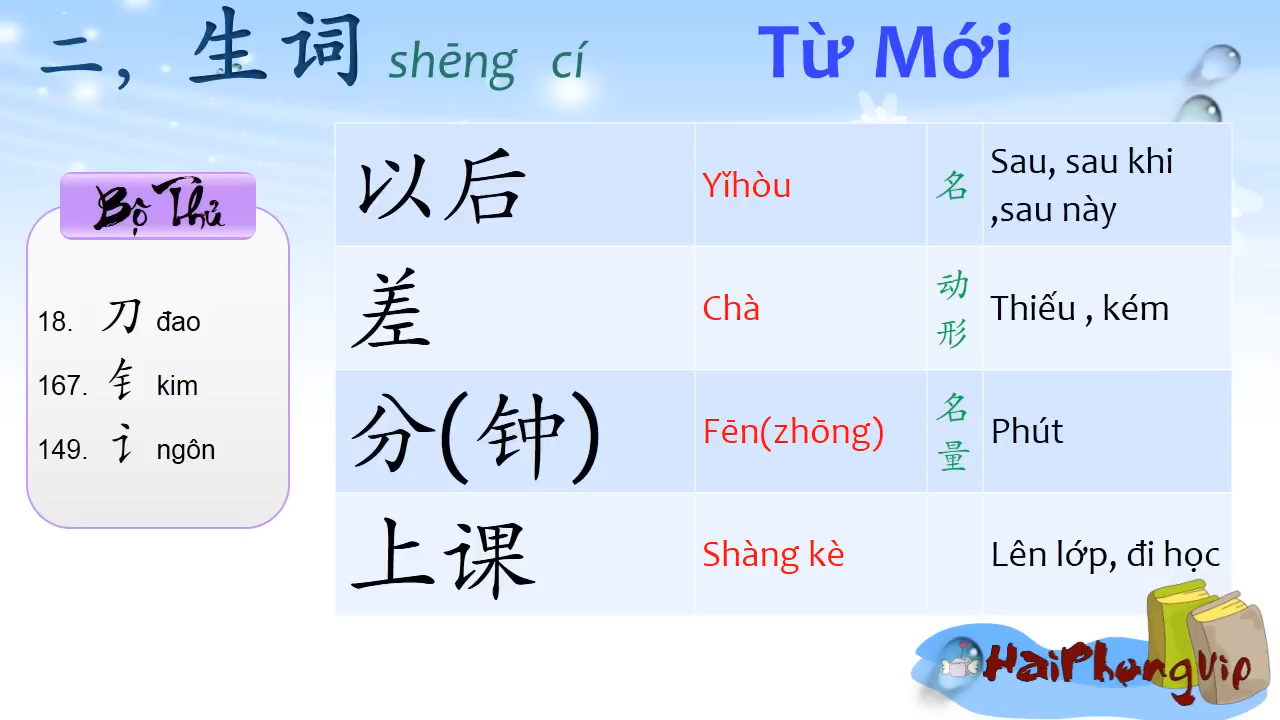 二，生词 shēng cí Từ Mới
Bộ Thủ
18. 刀 đao
167. 钅 kim
149. 讠 ngôn
以后 Yǐhòu 名 Sau, sau khi
,sau này
差 Chà 动
形 Thiếu , kém
分(钟) Fēn(zhōng) 名
量 Phút
上课 Shàng kè Lên lớp, đi học
HaiPhongVip